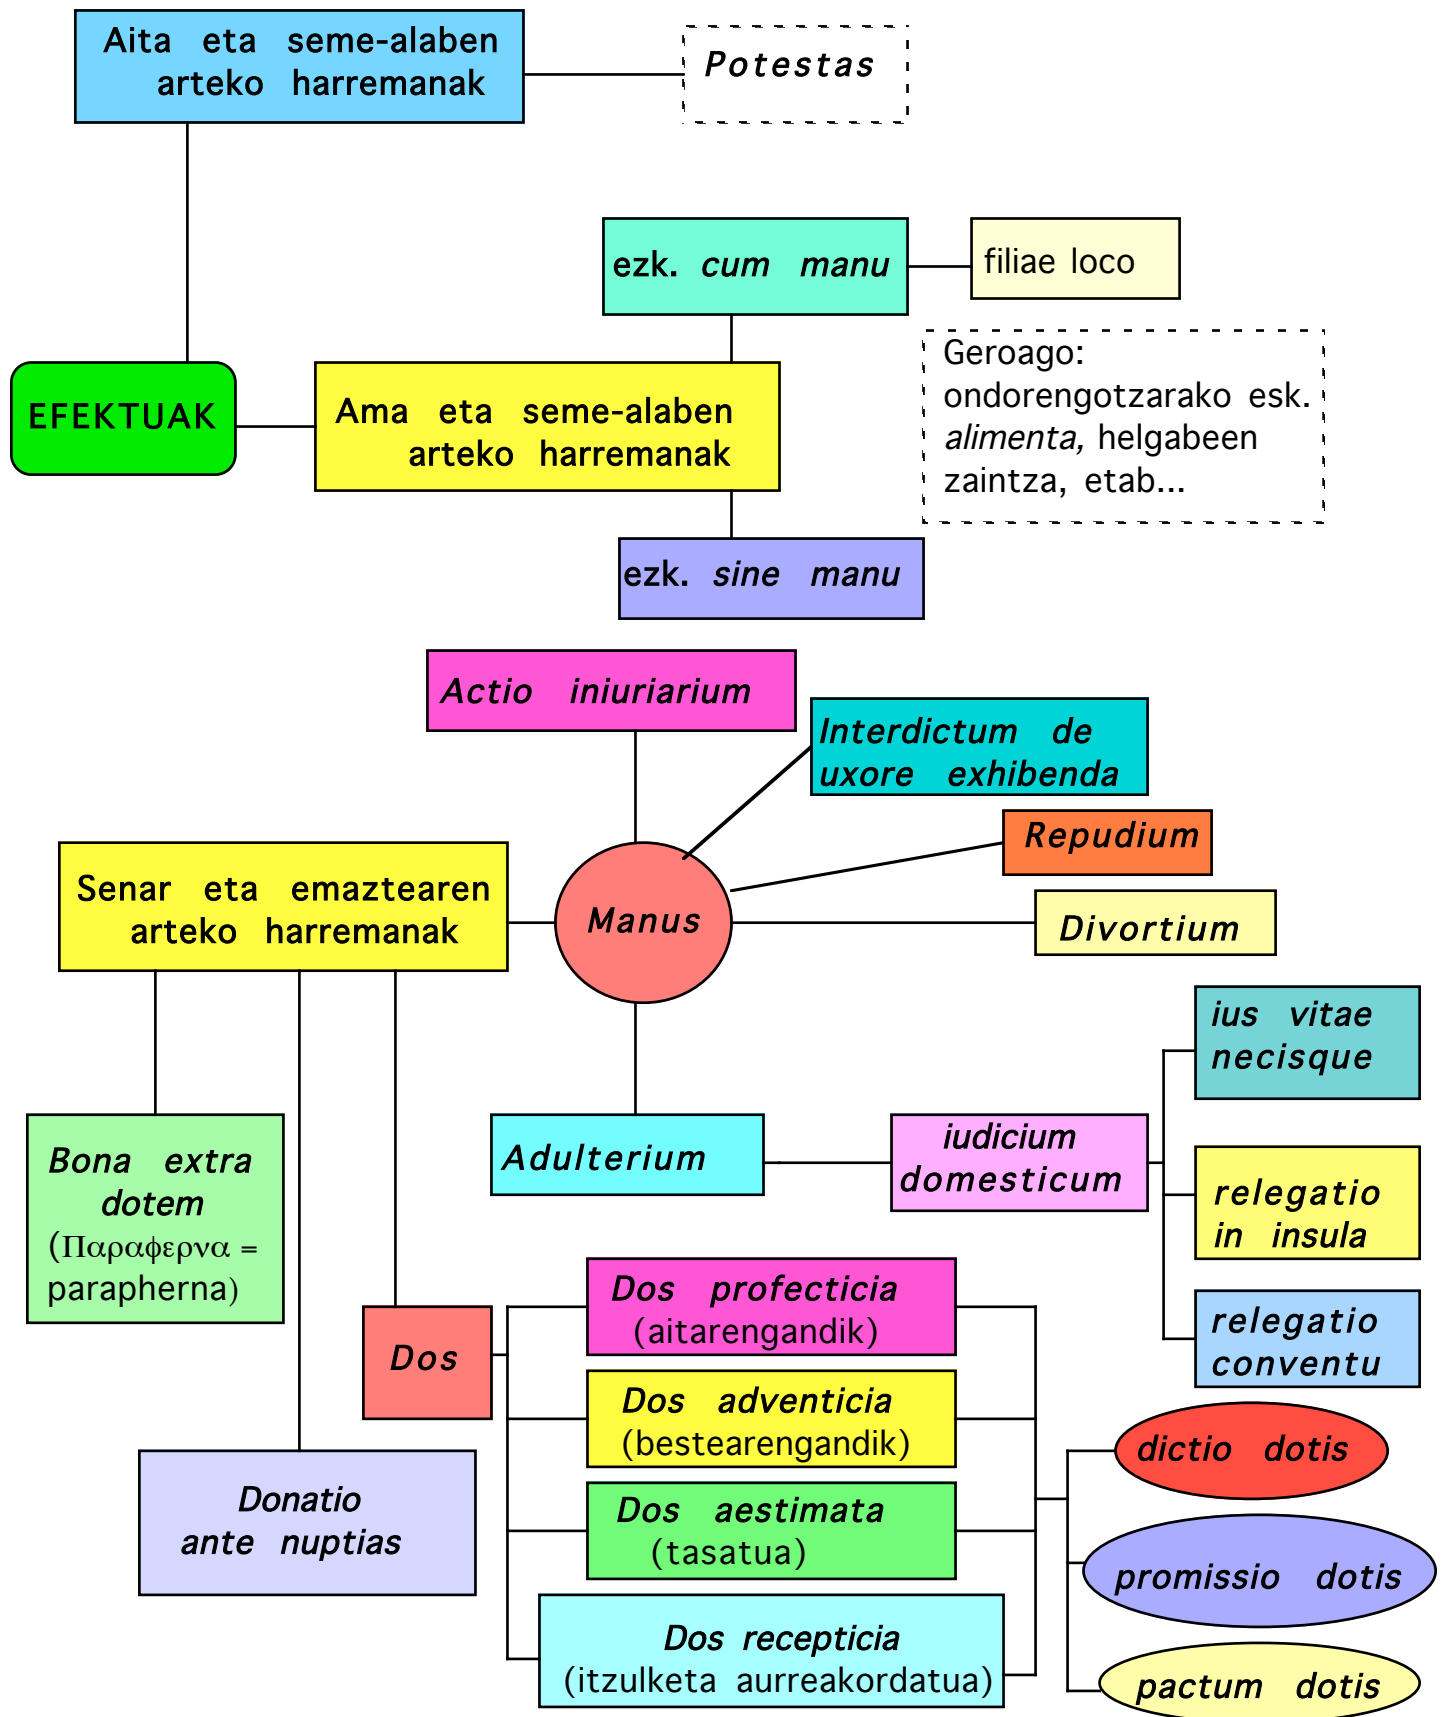 Aita eta seme-alaben
arteko harremanak
Potestas
ezk. cum manu
filiae loco
Geroago:
ondorengotzarako esk.
alimenta, helgabeen
zaintza, etab...
EFEKTUAK
Ama eta seme-alaben
arteko harremanak
ezk. sine manu
Actio iniuriarium
Interdictum de
uxore exhibenda
Repudium
Senar eta emaztearen
arteko harremanak
Manus
Divortium
ius vitae
necisque
Bona extra
dotem
(Παραφερνα =
parapherna)
Adulterium
iudicium
domesticum
relegatio
in insula
relegatio
conventu
Dos
Dos profecticia
(aitarengandik)
Dos adventicia
(bestearengandik)
Dos aestimata
(tasatua)
Dos recepticia
(itzulketa aurreakordatua)
Donatio
ante nuptias
dictio dotis
promissio dotis
pactum dotis